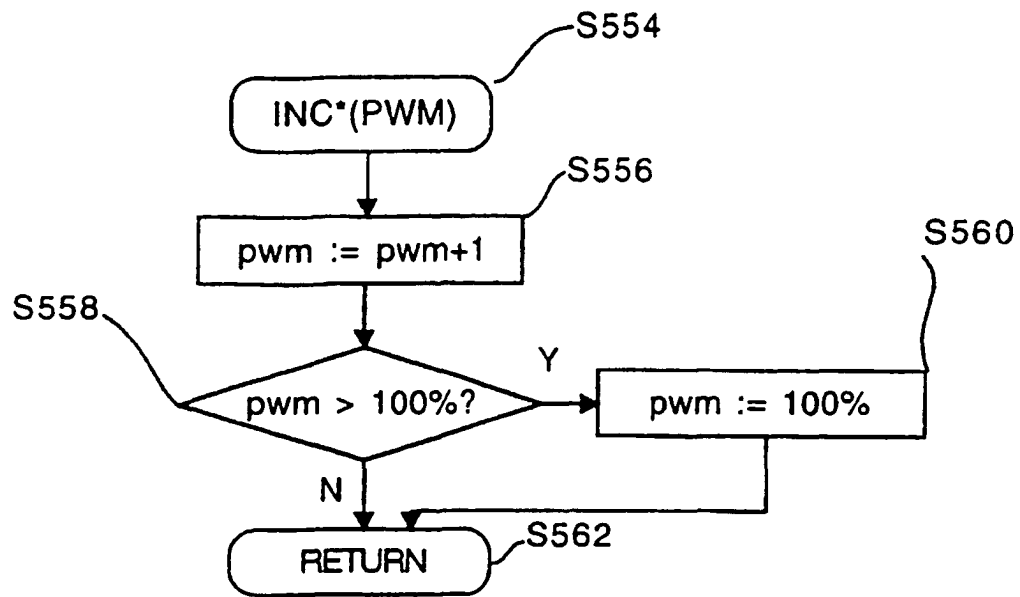 S554
INC*(PWM)
S556
pwm := pwm+1
S560
S558
Y
pwm > 100%?
pwm := 100%
N
S562
RETURN